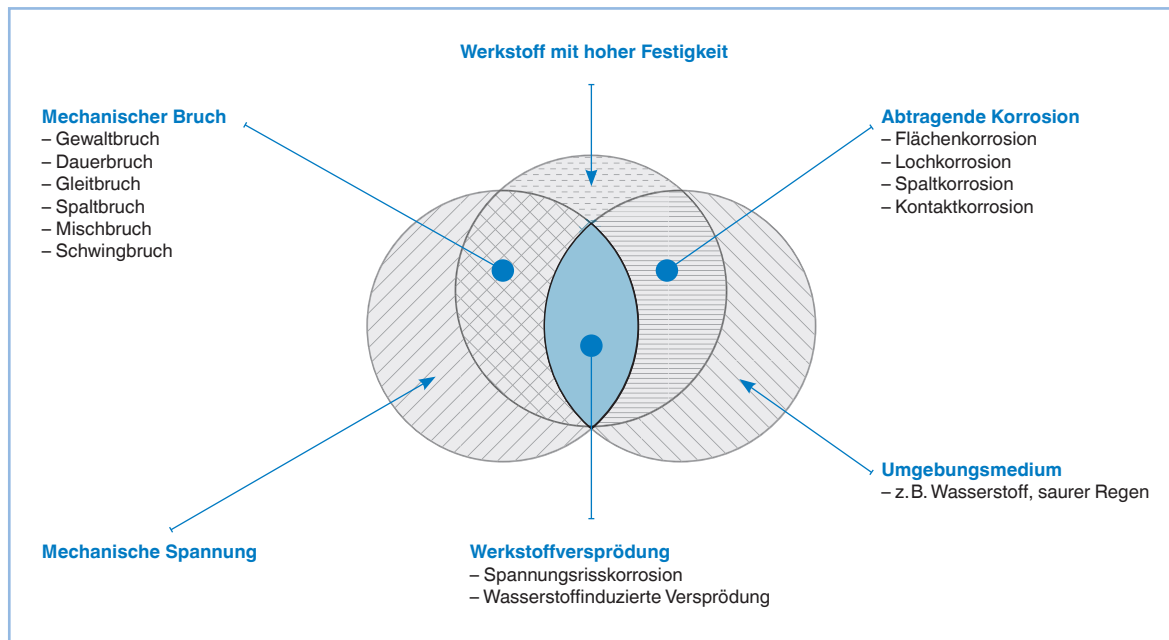 Werkstoff mit hoher Festigkeit
Mechanischer Bruch
– Gewaltbruch
– Dauerbruch
– Gleitbruch
– Spaltbruch
– Mischbruch
– Schwingbruch
Abtragende Korrosion
– Flächenkorrosion
– Lochkorrosion
– Spaltkorrosion
– Kontaktkorrosion
Umgebungsmedium
– z.B. Wasserstoff, saurer Regen
Mechanische Spannung
Werkstoffversprödung
– Spannungsrisskorrosion
– Wasserstoffinduzierte Versprödung